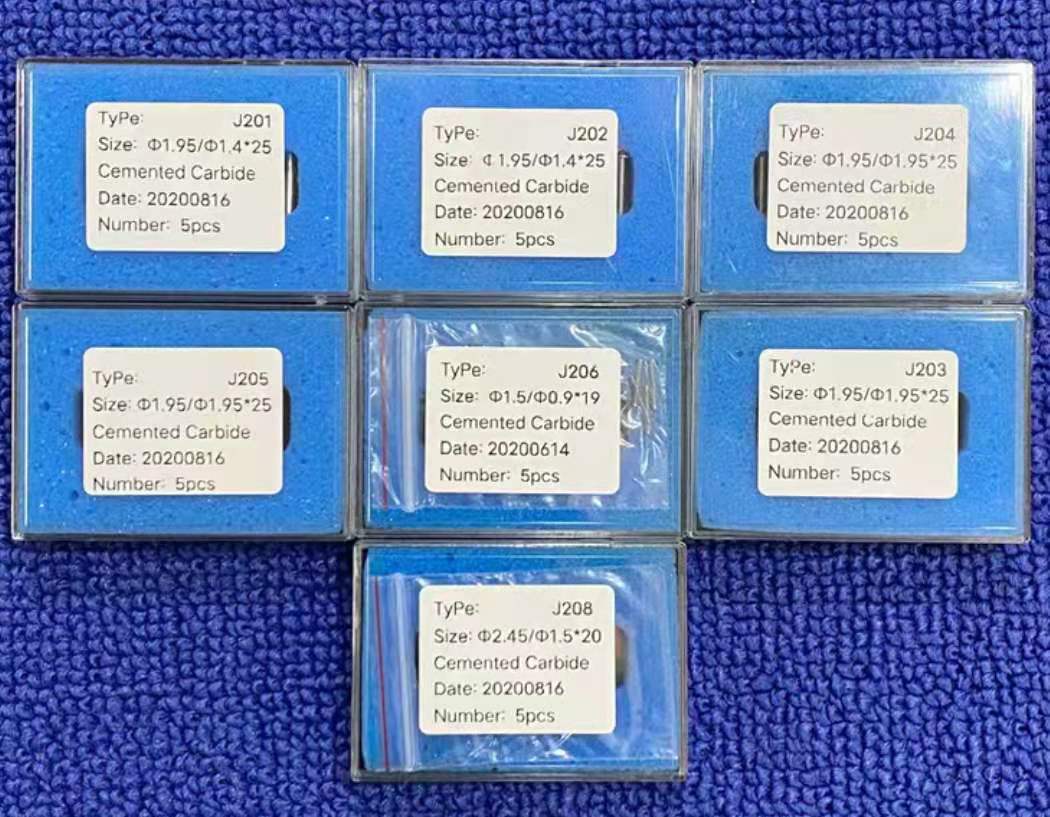 TyPe: J201
Size: Φ1.95/Φ1.4*25
Cemented Carbide
Date: 20200816
Number: 5pcs
TyPe: J202
Size: Φ1.95/Φ1.4*25
Cemented Carbide
Date: 20200816
Number: 5pcs
TyPe: J204
Size: Φ1.95/Φ1.95*25
Cemented Carbide
Date: 20200816
Number: 5pcs
TyPe: J205
Size: Φ1.95/Φ1.95*25
Cemented Carbide
Date: 20200816
Number: 5pcs
TyPe: J206
Size: Φ1.5/Φ0.9*19
Cemented Carbide
Date: 20200614
Number: 5pcs
TyPe: J203
Size: Φ1.95/Φ1.95*25
Cemented Carbide
Date: 20200816
Number: 5pcs
TyPe: J208
Size: Φ2.45/Φ1.5*20
Cemented Carbide
Date: 20200816
Number: 5pcs